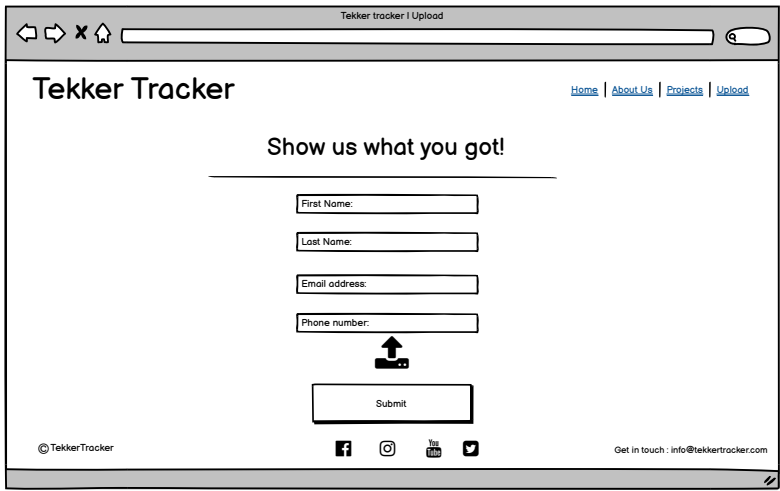 Tekker tracker | Upload
Tekker Tracker
Home | About Us | Projects | Upload
Show us what you got!
First Name:
Last Name:
Email address:
Phone number:
Submit
© TekkerTracker
You
Tube
Get in touch : info@tekkertracker.com